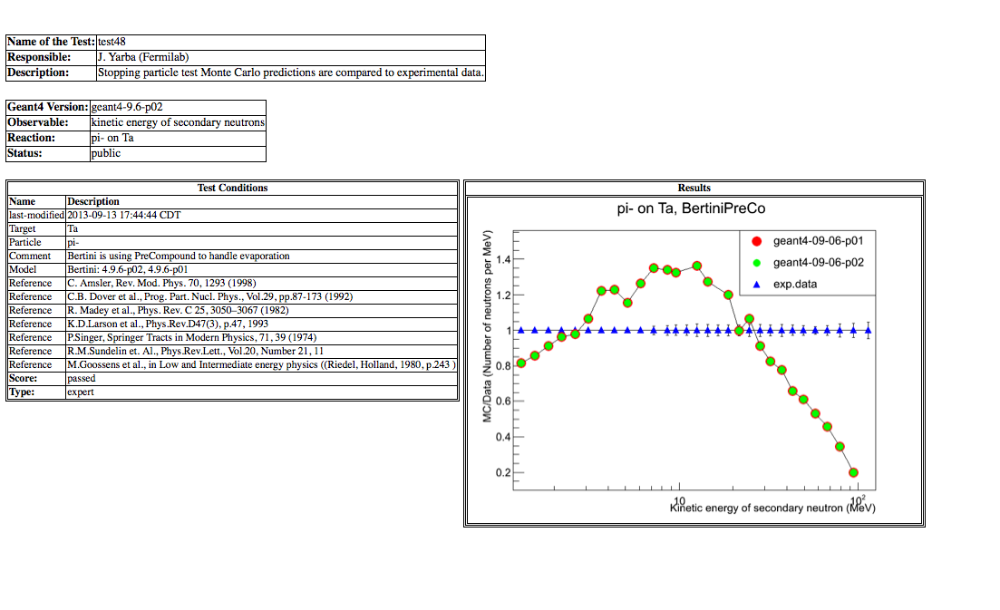 Name of the Test: test48
Responsible: J. Yarba (Fermilab)
Description: Stopping particle test Monte Carlo predictions are compared to experimental data.
Geant4 Version: geant4-9.6-p02
Observable: kinetic energy of secondary neutrons
Reaction: pi- on Ta
Status: public
Test Conditions
Name Description
last-modified 2013-09-13 17:44:44 CDT
Target Ta
Particle pi-
Comment Bertini is using PreCompound to handle evaporation
Model Bertini: 4.9.6-p02, 4.9.6-p01
Reference C. Amsler, Rev. Mod. Phys. 70, 1293 (1998)
Reference C.B. Dover et al., Prog. Part. Nucl. Phys., Vol.29, pp.87-173 (1992)
Reference R. Madey et al., Phys. Rev. C 25, 3050–3067 (1982)
Reference K.D.Larson et al., Phys.Rev.D47(3), p.47, 1993
Reference P.Singer, Springer Tracts in Modern Physics, 71, 39 (1974)
Reference R.M.Sundelin et. Al., Phys.Rev.Lett., Vol.20, Number 21, 11
Reference M.Goossens et al., in Low and Intermediate energy physics ((Riedel, Holland, 1980, p.243 )
Score: passed
Type: expert
Results
pi- on Ta, BertiniPreCo
MC/Data (Number of neutrons per MeV)
1.4
1.2
1
0.8
0.6
0.4
0.2
geant4-09-06-p01
geant4-09-06-p02
exp.data
10 10²
Kinetic energy of secondary neutron (MeV)